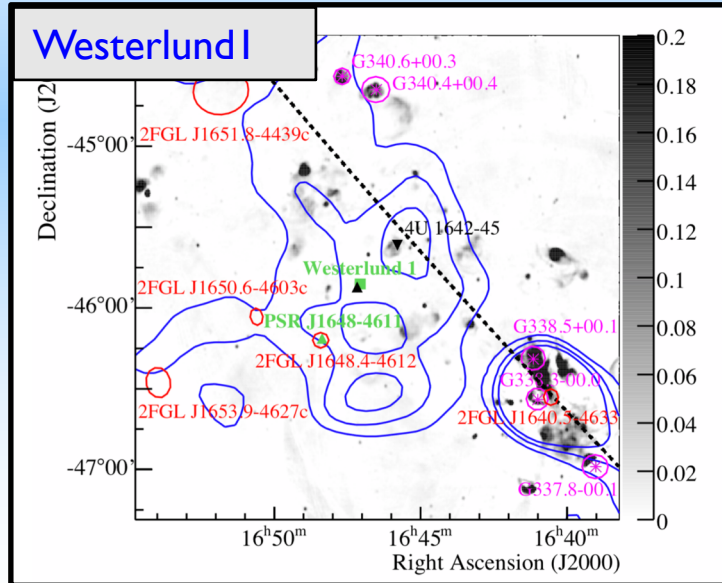 Westerlund1
Declination (J2
G340.6+00.3
G340.4+00.4
2FGL J1651.8-4439c
-45°00'
4U 1642-45
Westerlund 1
2FGL J1650.6-4603c
-46°00'
PSR J1648-4611
G338.5+00.1
2FGL J1648.4-4612
G338.3-00.0
2FGL J1653.9-4627c
2FGL J1640.5-4633
-47°00'
G337.8-00.1
0.2
0.18
0.16
0.14
0.12
0.1
0.08
0.06
0.04
0.02
0
16h50m
16h45m
16h40m
Right Ascension (J2000)